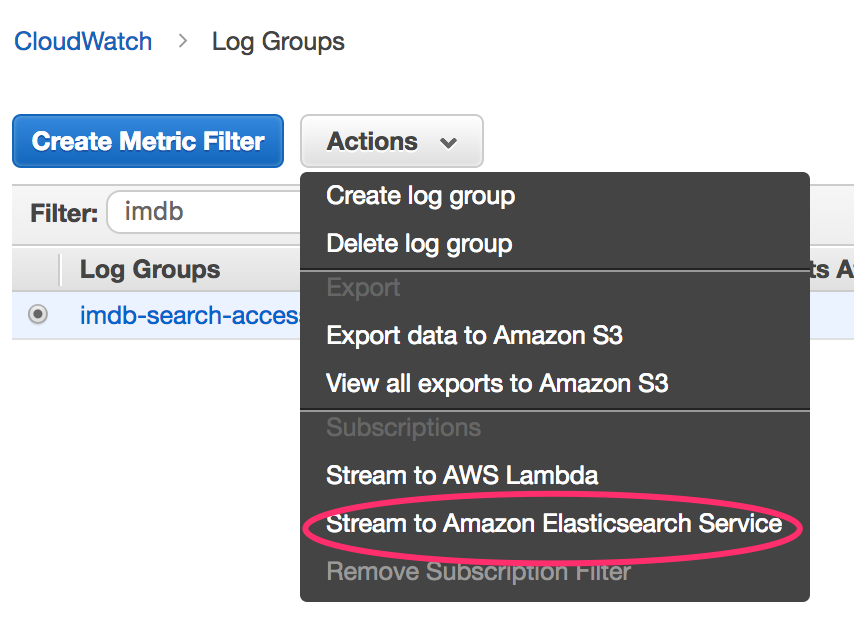 CloudWatch > Log Groups
Create Metric Filter Actions
Filter: imdb
Log Groups
imdb-search-access
Create log group
Delete log group
Export
Export data to Amazon S3
View all exports to Amazon S3
Subscriptions
Stream to AWS Lambda
Stream to Amazon Elasticsearch Service
Remove Subscription Filter